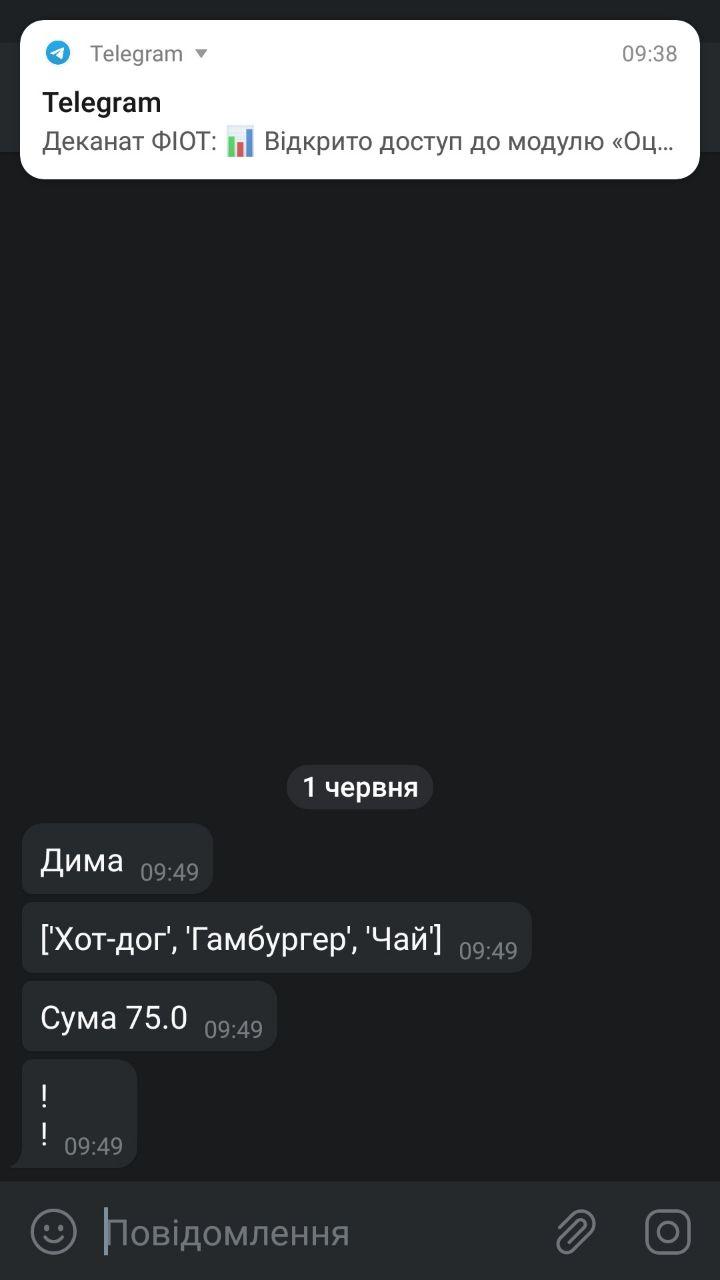 Telegram 09:38
Telegram
Деканат ФІОТ: 📊 Відкрито доступ до модулю «Оц...
1 червня
Дима 09:49
['Хот-дог', 'Гамбургер', 'Чай'] 09:49
Сума 75.0 09:49
!
! 09:49
Повідомлення